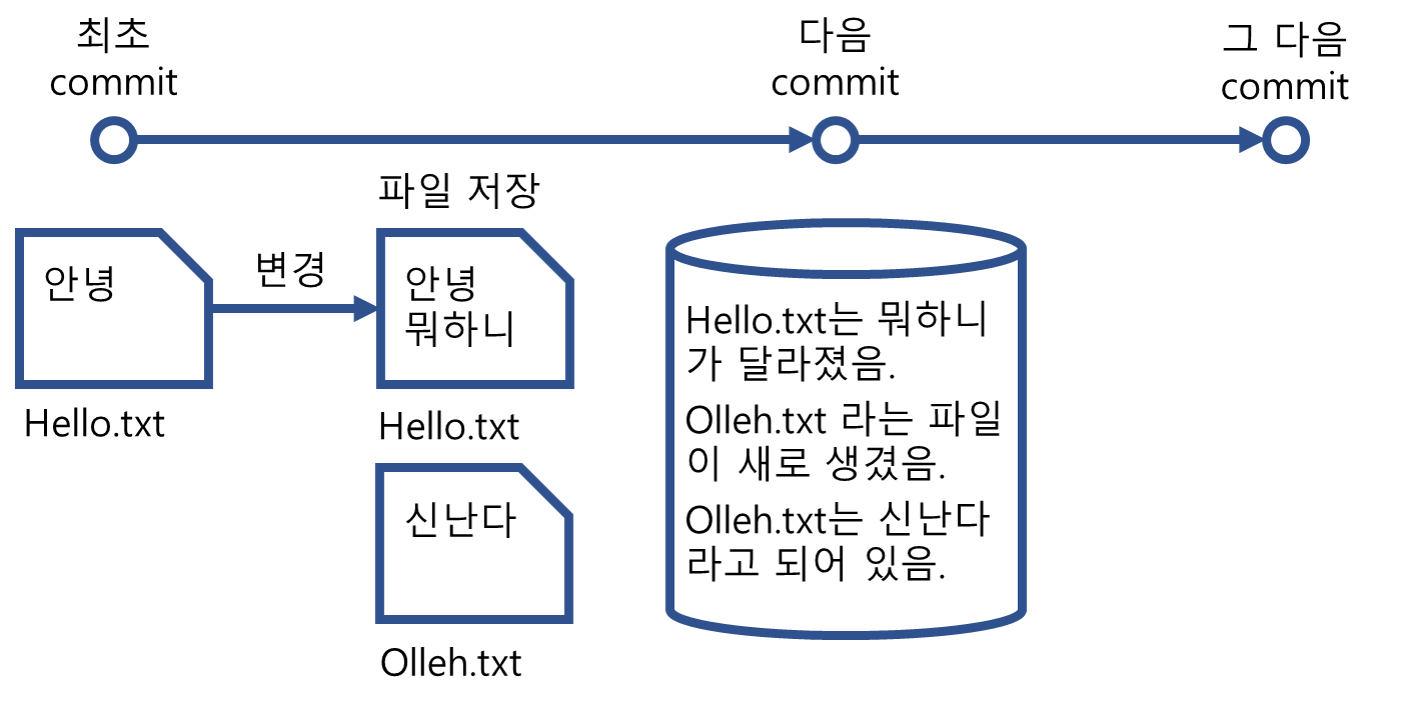 최초
commit
다음
commit
그 다음
commit
파일 저장
안녕
변경
안녕
뭐하니
Hello.txt
Hello.txt
신난다
Olleh.txt
Hello.txt는 뭐하니
가 달라졌음.
Olleh.txt 라는 파일
이 새로 생겼음.
Olleh.txt는 신난다
라고 되어 있음.